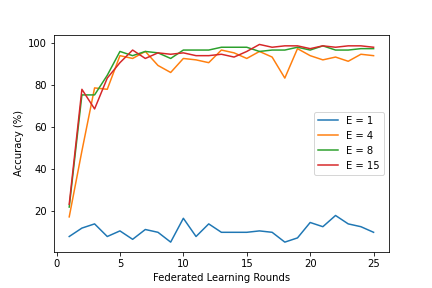 100
80
60
40
20
Accuracy (%)
E = 1
E = 4
E = 8
E = 15
0 5 10 15 20 25
Federated Learning Rounds